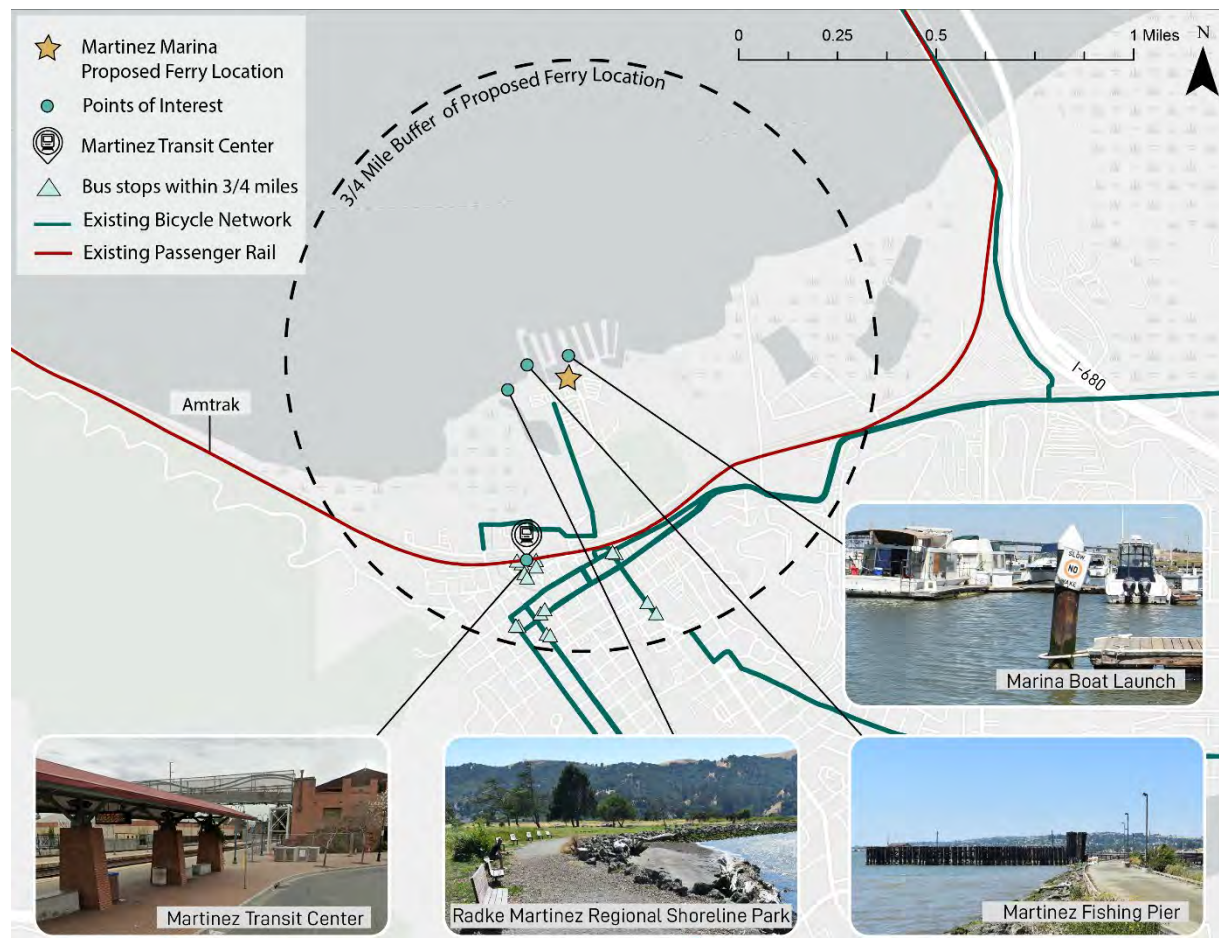 Martinez Marina
Proposed Ferry Location
Points of Interest
Martinez Transit Center
Bus stops within 3/4 miles
Existing Bicycle Network
Existing Passenger Rail
0 0.25 0.5 1 Miles
N
3/4 Mile Buffer of Proposed Ferry Location
Amtrak
I-680
SLOW
NO
WAKE
Marina Boat Launch
Martinez Transit Center
Radke Martinez Regional Shoreline Park
Martinez Fishing Pier